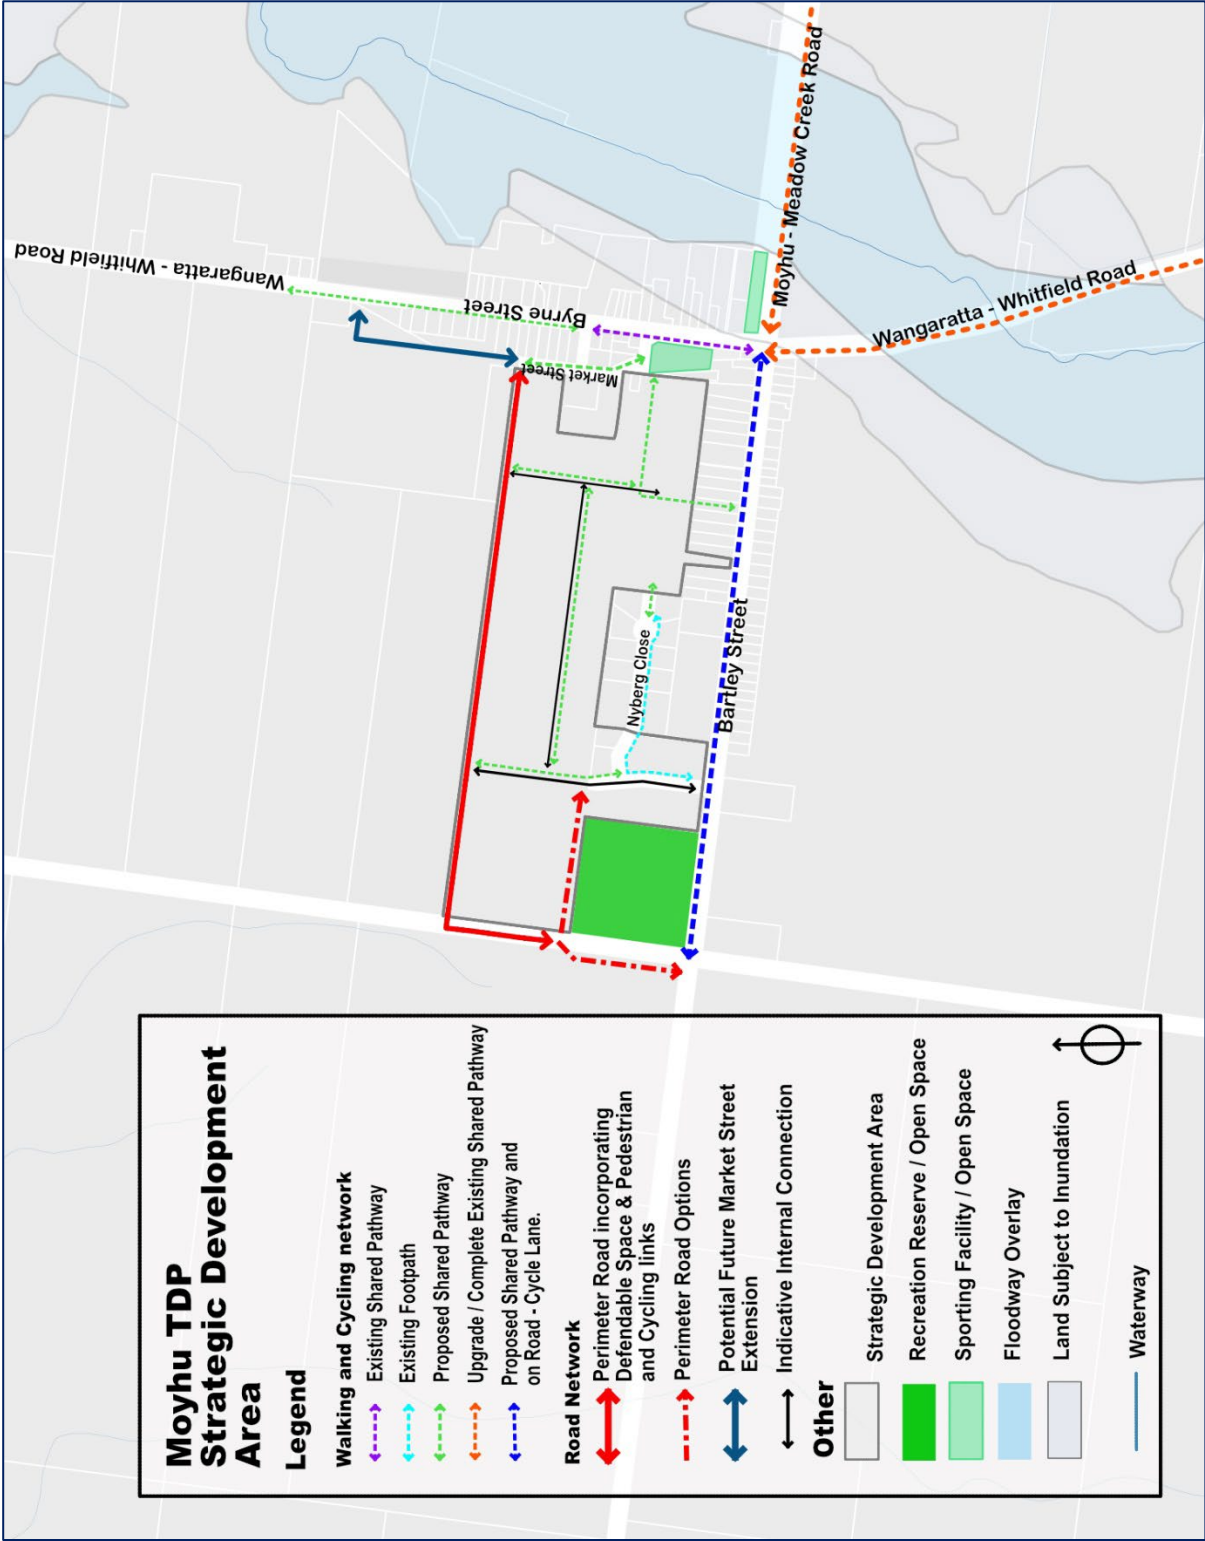 Moyhu TDP
Strategic Development
Area
Legend
Walking and Cycling network
Existing Shared Pathway
Existing Footpath
Proposed Shared Pathway
Upgrade / Complete Existing Shared Pathway
Proposed Shared Pathway and
on Road - Cycle Lane.
Road Network
Perimeter Road incorporating
Defendable Space & Pedestrian
and Cycling links
Perimeter Road Options
Potential Future Market Street
Extension
Indicative Internal Connection
Other
Strategic Development Area
Recreation Reserve / Open Space
Sporting Facility / Open Space
Floodway Overlay
Land Subject to Inundation
Waterway
Wangaratta - Whitfield Road
Byrne Street
Market Street
Nyberg Close
Bartley Street
Moyhu - Meadow Creek Road
Wangaratta - Whitfield Road